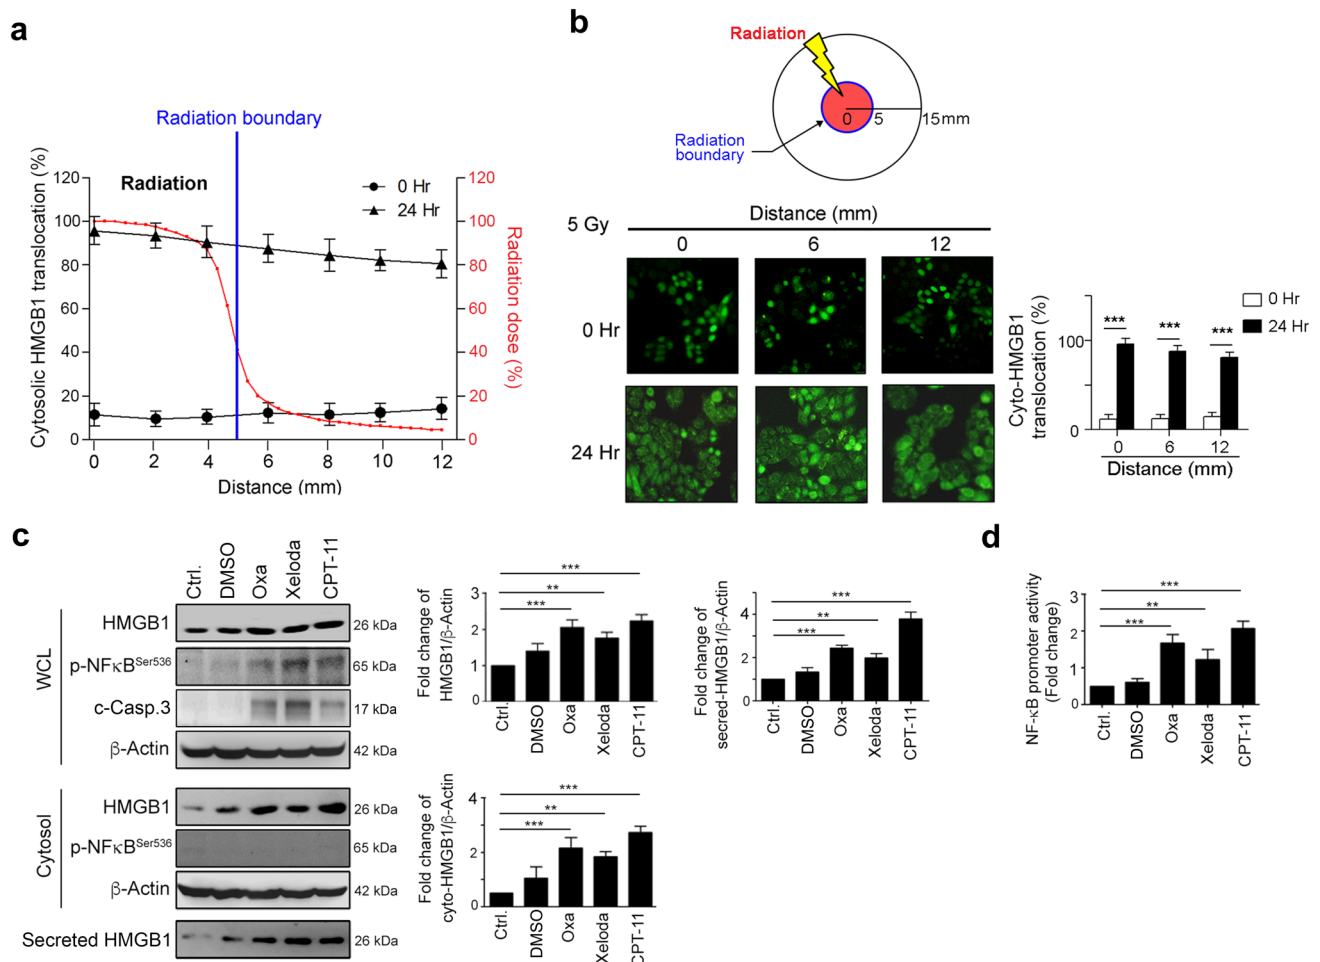 a
Radiation boundary
Cytosolic HMGB1 translocation (%)
120
100
80
60
40
20
0
Radiation
0 Hr
24 Hr
120
100
80
60
40
20
0
Radiation dose (%)
0
2
4
6
8
10
12
Distance (mm)
b
Radiation
0
5
15mm
Radiation
boundary
Distance (mm)
5 Gy
0
6
12
0 Hr
24 Hr
Cyto-HMGB1
translocation (%)
100
0
0 Hr
24 Hr
***
***
***
0
6
12
Distance (mm)
c
Ctrl.
DMSO
Oxa
Xeloda
CPT-11
WCL
HMGB1
26 kDa
p-NFκBSer536
65 kDa
c-Casp.3
17 kDa
β-Actin
42 kDa
Cytosol
HMGB1
26 kDa
p-NFκBSer536
65 kDa
β-Actin
42 kDa
Secreted HMGB1
26 kDa
Fold change of
HMGB1/β-Actin
3
2
1
0
***
**
***
Ctrl.
DMSO
Oxa
Xeloda
CPT-11
Fold change of
secred-HMGB1/β-Actin
4
2
0
***
**
***
Ctrl.
DMSO
Oxa
Xeloda
CPT-11
Fold change of
cyto-HMGB1/β-Actin
4
2
0
***
**
***
Ctrl.
DMSO
Oxa
Xeloda
CPT-11
d
NF-κB promoter activity
(Fold change)
3
2
1
0
***
**
***
Ctrl.
DMSO
Oxa
Xeloda
CPT-11